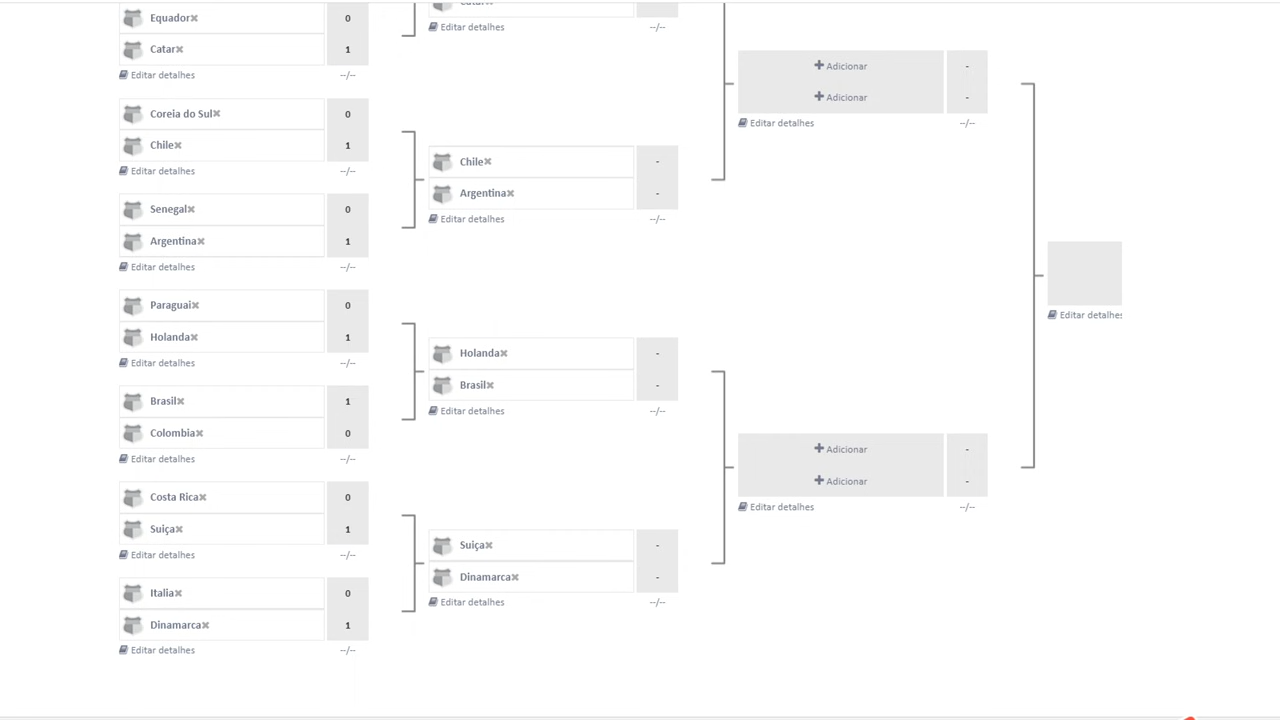 Equador 0
Catar 1
Editar detalhes --/--
Coreia do Sul 0
Chile 1
Editar detalhes --/--
Senegal 0
Argentina 1
Editar detalhes --/--
Paraguai 0
Holanda 1
Editar detalhes --/--
Brasil 1
Colombia 0
Editar detalhes --/--
Costa Rica 0
Suiça 1
Editar detalhes --/--
Italia 0
Dinamarca 1
Editar detalhes --/--
Catar
Editar detalhes --/--
Chile -
Argentina -
Editar detalhes --/--
Holanda -
Brasil -
Editar detalhes --/--
Suiça -
Dinamarca -
Editar detalhes --/--
Adicionar -
Adicionar -
Editar detalhes --/--
Adicionar -
Adicionar -
Editar detalhes --/--
Editar detalhes